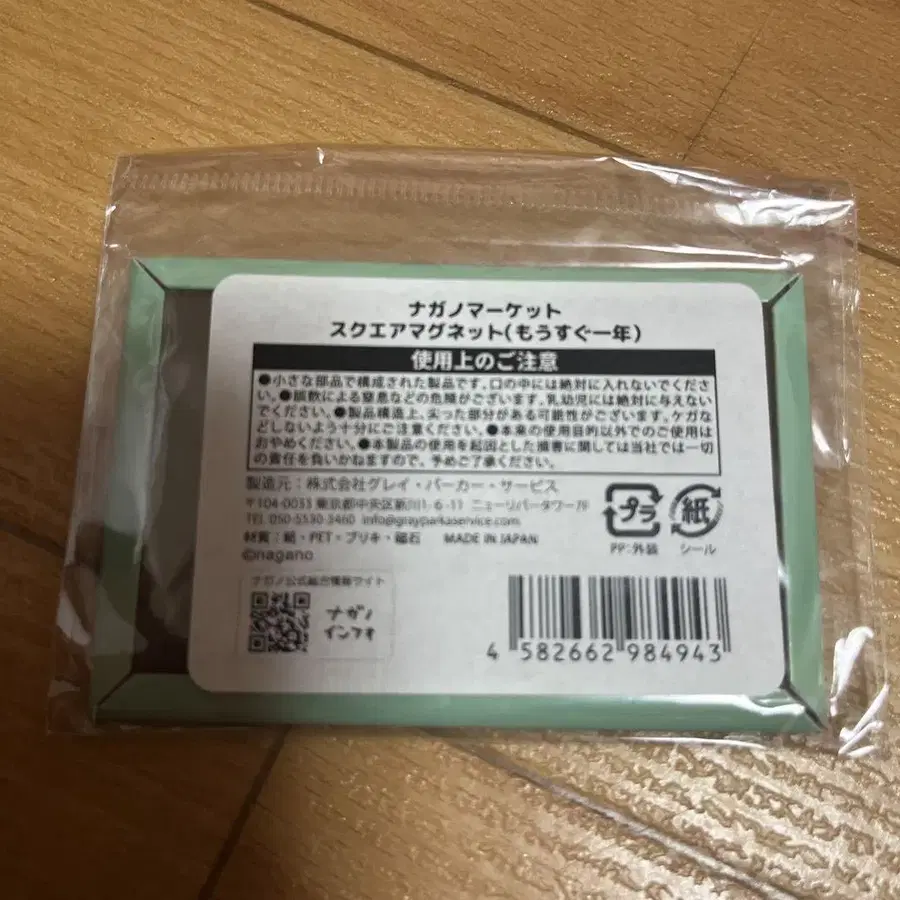 ナガノマーケット
スクエアマグネット(もうすぐ一年)
使用上のご注意
●小さな部品で構成された製品です。口の中には絶対に入れないでくださ
い。●誤飲による窒息などの危険がございます。乳幼児には絶対に与えない
でください。●製品構造上、尖った部分がある可能性がございます。ケガな
どしないよう十分にご注意ください。●本来の使用目的以外でのご使用は
おやめください。●本製品の使用を起因とした損害に関しては当社では一切
の責任を負いかねますので、予めご了承ください。
製造元:株式会社グレイ・パーカー・サービス
〒104-0033 東京都中央区新川1-6-11 ニューリバータワー7F
TEL 050-5530-3460 info@grayparkaservice.com
材質:紙・PET・ブリキ・磁石 MADE IN JAPAN
©nagano
プラ
紙
PP:外装
シール
ナガノ公式総合情報サイト
ナガノ
インフオ
4 582662 984943